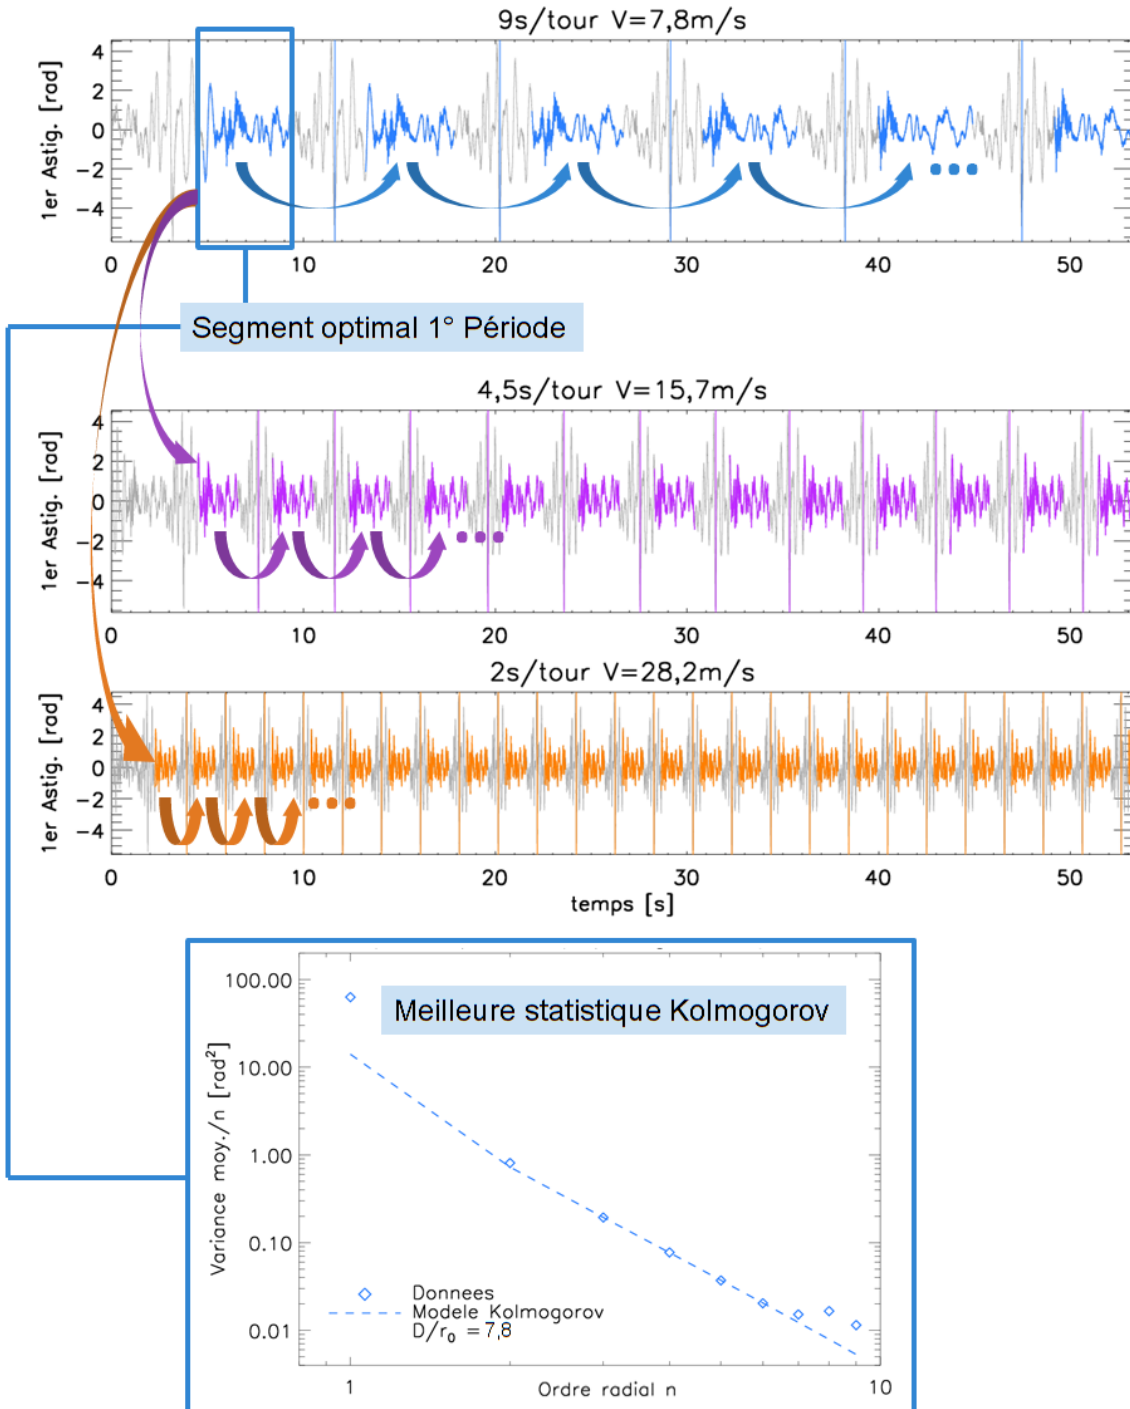 9s/tour V=7,8m/s
1er Astig. [rad]
4
2
0
−2
−4
0 10 20 30 40 50
Segment optimal 1° Période
4,5s/tour V=15,7m/s
1er Astig. [rad]
4
2
0
−2
−4
0 10 20 30 40 50
2s/tour V=28,2m/s
1er Astig. [rad]
4
2
0
−2
−4
0 10 20 30 40 50
temps [s]
Meilleure statistique Kolmogorov
Variance moy./n [rad²]
100.00
10.00
1.00
0.10
0.01
Donnees
Modele Kolmogorov
D/r₀ = 7,8
1 10
Ordre radial n